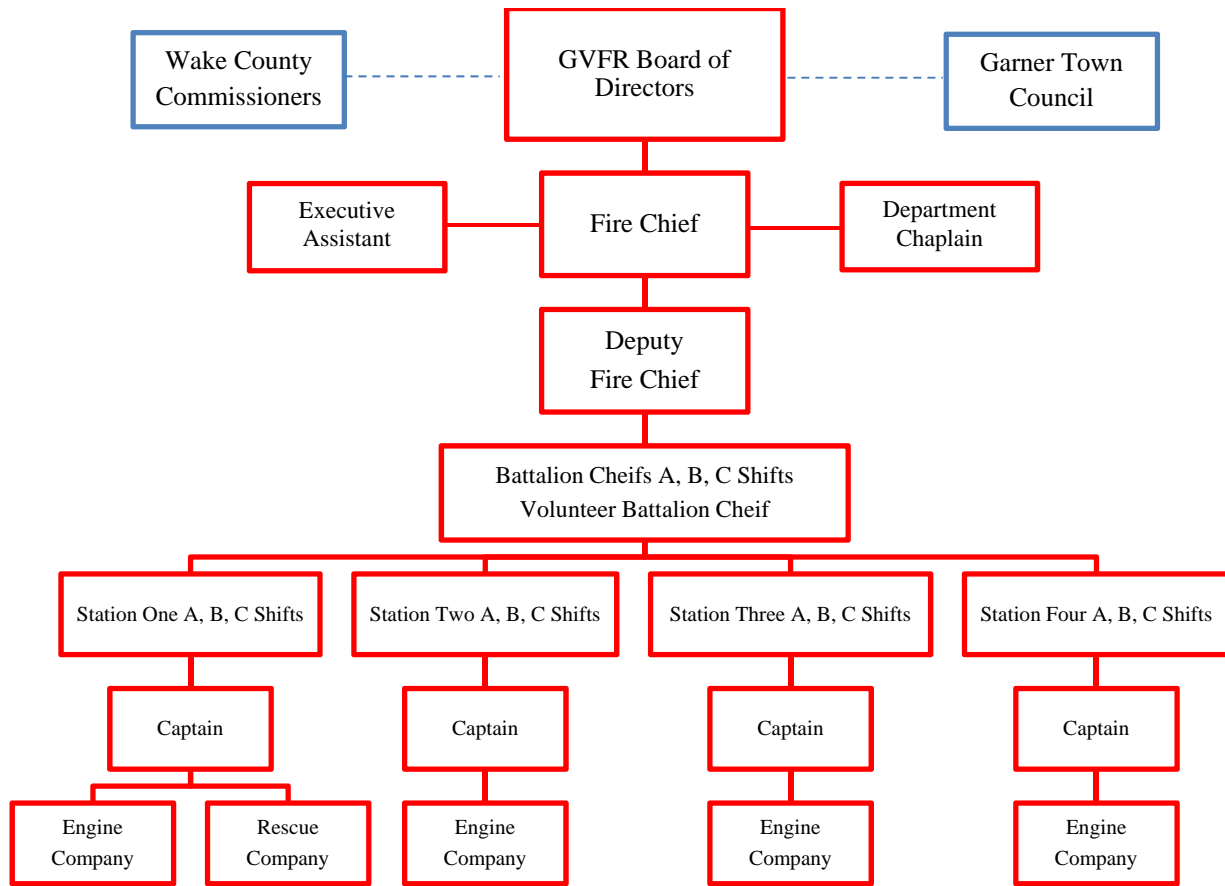 Wake County
Commissioners
GVFR Board of
Directors
Garner Town
Council
Executive
Assistant
Fire Chief
Department
Chaplain
Deputy
Fire Chief
Battalion Cheifs A, B, C Shifts
Volunteer Battalion Cheif
Station One A, B, C Shifts
Station Two A, B, C Shifts
Station Three A, B, C Shifts
Station Four A, B, C Shifts
Captain
Captain
Captain
Captain
Engine
Company
Rescue
Company
Engine
Company
Engine
Company
Engine
Company